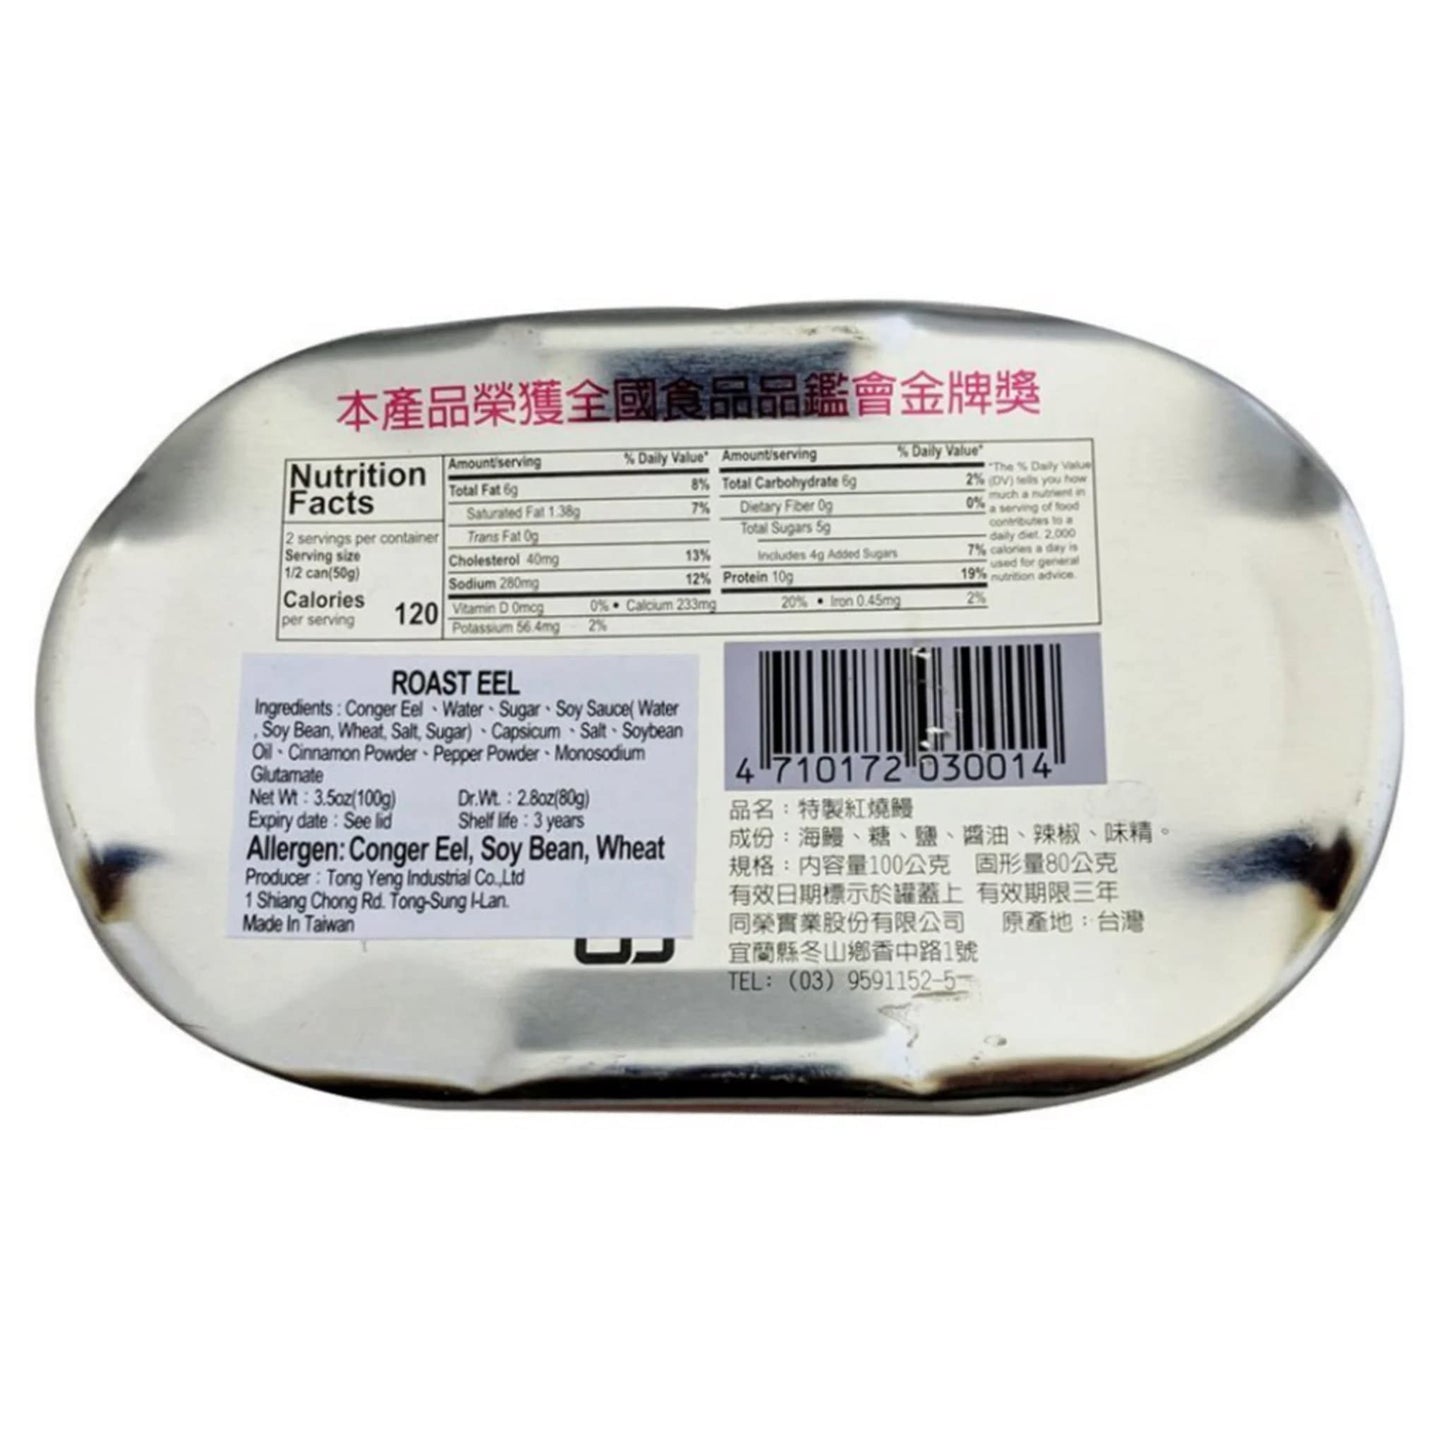 本產品榮獲全國食品品鑑會金牌獎
Nutrition
Facts
2 servings per container
Serving size
1/2 can(50g)
Calories
per serving 120
Amount/serving % Daily Value*
Total Fat 6g 8%
Saturated Fat 1.38g 7%
Trans Fat 0g
Cholesterol 40mg 13%
Sodium 280mg 12%
Amount/serving % Daily Value*
Total Carbohydrate 6g 2%
Dietary Fiber 0g 0%
Total Sugars 5g
Includes 4g Added Sugars 7%
Protein 10g 19%
Vitamin D 0mcg 0% • Calcium 233mg 20% • Iron 0.45mg 2%
Potassium 56.4mg 2%
*The % Daily Value
(DV) tells you how
much a nutrient in
a serving of food
contributes to a
daily diet. 2,000
calories a day is
used for general
nutrition advice.
ROAST EEL
Ingredients : Conger Eel 、Water、Sugar、Soy Sauce( Water
, Soy Bean, Wheat, Salt, Sugar) 、Capsicum 、Salt、Soybean
Oil、Cinnamon Powder、Pepper Powder、Monosodium
Glutamate
Net Wt : 3.5oz(100g) Dr.Wt. : 2.8oz(80g)
Expiry date : See lid Shelf life : 3 years
Allergen: Conger Eel, Soy Bean, Wheat
Producer : Tong Yeng Industrial Co.,Ltd
1 Shiang Chong Rd. Tong-Sung I-Lan.
Made In Taiwan
4 710172 030014
品名：特製紅燒鰻
成份：海鰻、糖、鹽、醬油、辣椒、味精。
規格：內容量100公克 固形量80公克
有效日期標示於罐蓋上 有效期限三年
同榮實業股份有限公司 原產地：台灣
宜蘭縣冬山鄉香中路1號
TEL: (03) 9591152-5